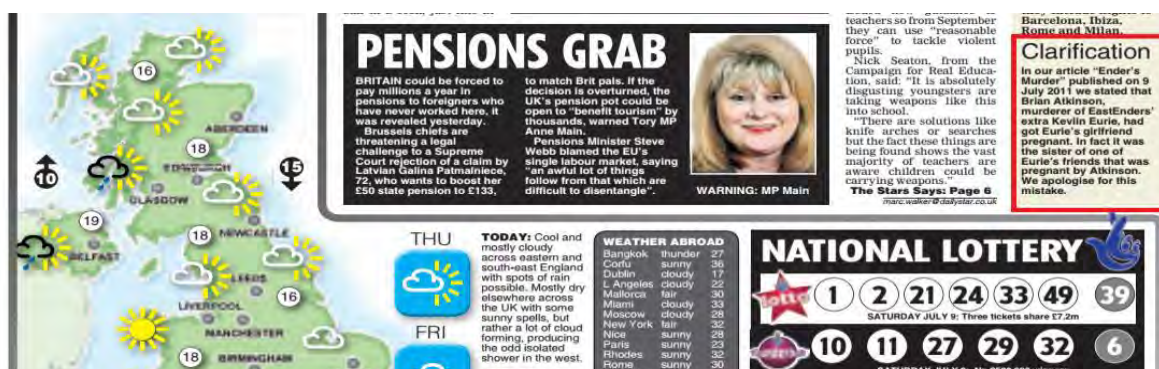 16
ABERDEEN
18
EDINBURGH
GLASGOW
10
15
19
BELFAST
18
NEWCASTLE
LEEDS
16
LIVERPOOL
MANCHESTER
18
BIRMINGHAM
PENSIONS GRAB
BRITAIN could be forced to
pay millions a year in
pensions to foreigners who
have never worked here, it
was revealed yesterday.
Brussels chiefs are
threatening a legal
challenge to a Supreme
Court rejection of a claim by
Latvian Galina Patmalniece,
72, who wants to boost her
£50 state pension to £133,
to match Brit pals. If the
decision is overturned, the
UK's pension pot could be
open to "benefit tourism" by
thousands, warned Tory MP
Anne Main.
Pensions Minister Steve
Webb blamed the EU's
single labour market, saying
"an awful lot of things
follow from that which are
difficult to disentangle".
WARNING: MP Main
teachers so from September
they can use "reasonable
force" to tackle violent
pupils.
Nick Seaton, from the
Campaign for Real Educa-
tion, said: "It is absolutely
disgusting youngsters are
taking weapons like this
into school.
"There are solutions like
knife arches or searches
but the fact these things are
being found shows the vast
majority of teachers are
aware children could be
carrying weapons."
The Stars Says: Page 6
marc.walker@dailystar.co.uk
Barcelona, Ibiza,
Rome and Milan.
Clarification
In our article "Ender's
Murder" published on 9
July 2011 we stated that
Brian Atkinson,
murderer of EastEnders'
extra Kevlin Eurie, had
got Eurie's girlfriend
pregnant. In fact it was
the sister of one of
Eurie's friends that was
pregnant by Atkinson.
We apologise for this
mistake.
THU
FRI
TODAY: Cool and
mostly cloudy
across eastern and
south-east England
with spots of rain
possible. Mostly dry
elsewhere across
the UK with some
sunny spells, but
rather a lot of cloud
forming, producing
the odd isolated
shower in the west.
WEATHER ABROAD
Bangkok thunder 27
Corfu sunny 36
Dublin cloudy 17
L Angeles cloudy 22
Mallorca fair 30
Miami cloudy 33
Moscow cloudy 28
New York fair 32
Nice sunny 28
Paris sunny 23
Rhodes sunny 32
Rome sunny 30
NATIONAL LOTTERY
lotto 1 2 21 24 33 49 39
SATURDAY JULY 9: Three tickets share £7.2m
10 11 27 29 32 6